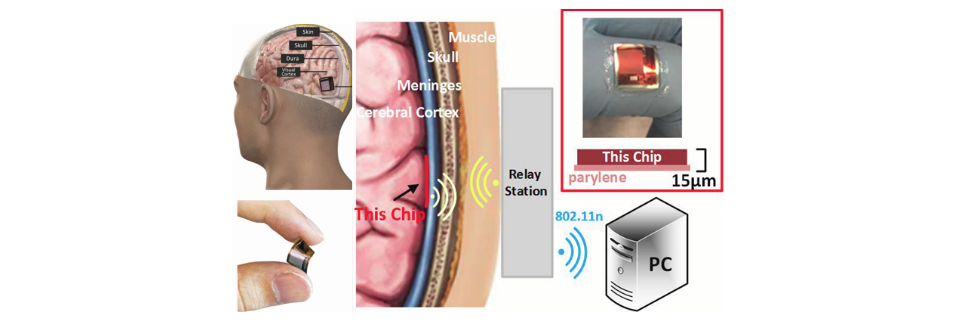 Skin
Skull
Dura
Visual
Cortex
Muscle
Skull
Meninges
Cerebral Cortex
This Chip
Relay
Station
This Chip
parylene
15μm
802.11n
PC